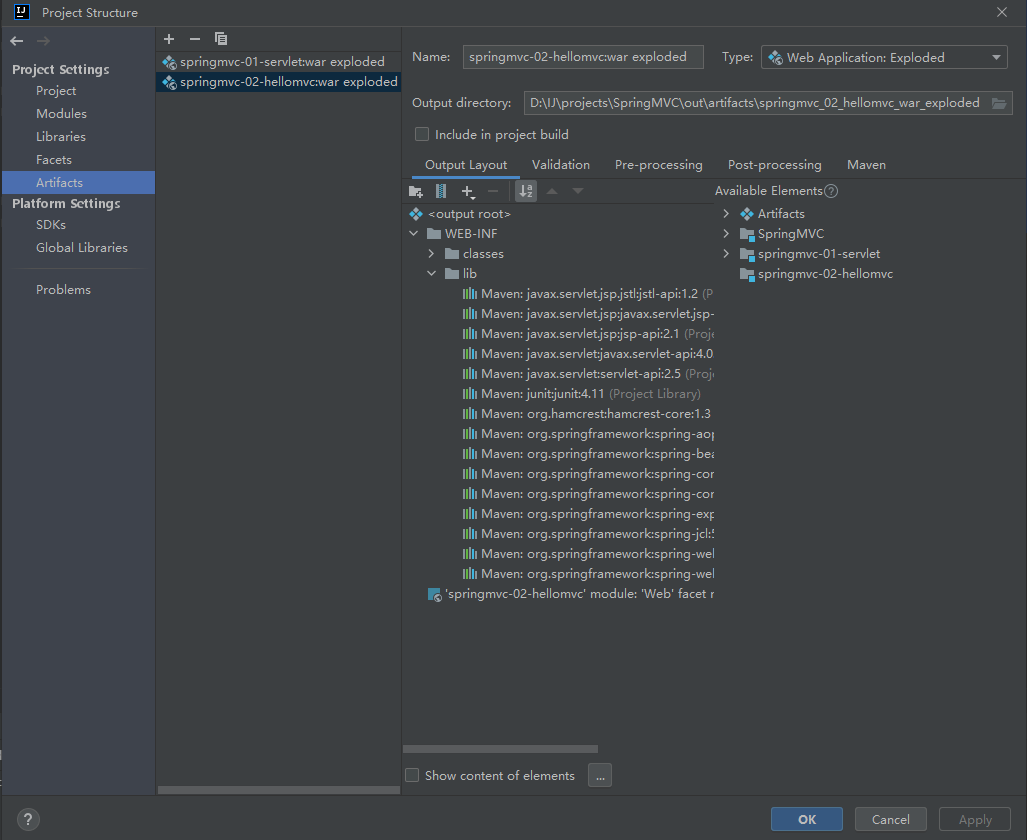 Project Structure
Project Settings
Project
Modules
Libraries
Facets
Artifacts
Platform Settings
SDKs
Global Libraries
Problems
springmvc-01-servlet:war exploded
springmvc-02-hellomvc:war exploded
Name: springmvc-02-hellomvc:war exploded Type: Web Application: Exploded
Output directory: D:\IJ\projects\SpringMVC\out\artifacts\springmvc_02_hellomvc_war_exploded
Include in project build
Output Layout Validation Pre-processing Post-processing Maven
<output root>
WEB-INF
classes
lib
Maven: javax.servlet.jsp.jstl:jstl-api:1.2 (P
Maven: javax.servlet.jsp:javax.servlet.jsp-
Maven: javax.servlet.jsp:jsp-api:2.1 (Proje
Maven: javax.servlet:javax.servlet-api:4.0
Maven: javax.servlet:servlet-api:2.5 (Proje
Maven: junit:junit:4.11 (Project Library)
Maven: org.hamcrest:hamcrest-core:1.3
Maven: org.springframework:spring-aop
Maven: org.springframework:spring-bea
Maven: org.springframework:spring-cor
Maven: org.springframework:spring-cor
Maven: org.springframework:spring-exp
Maven: org.springframework:spring-jcl:5
Maven: org.springframework:spring-wel
Maven: org.springframework:spring-wel
'springmvc-02-hellomvc' module: 'Web' facet r
Available Elements
Artifacts
SpringMVC
springmvc-01-servlet
springmvc-02-hellomvc
Show content of elements ...
OK Cancel Apply